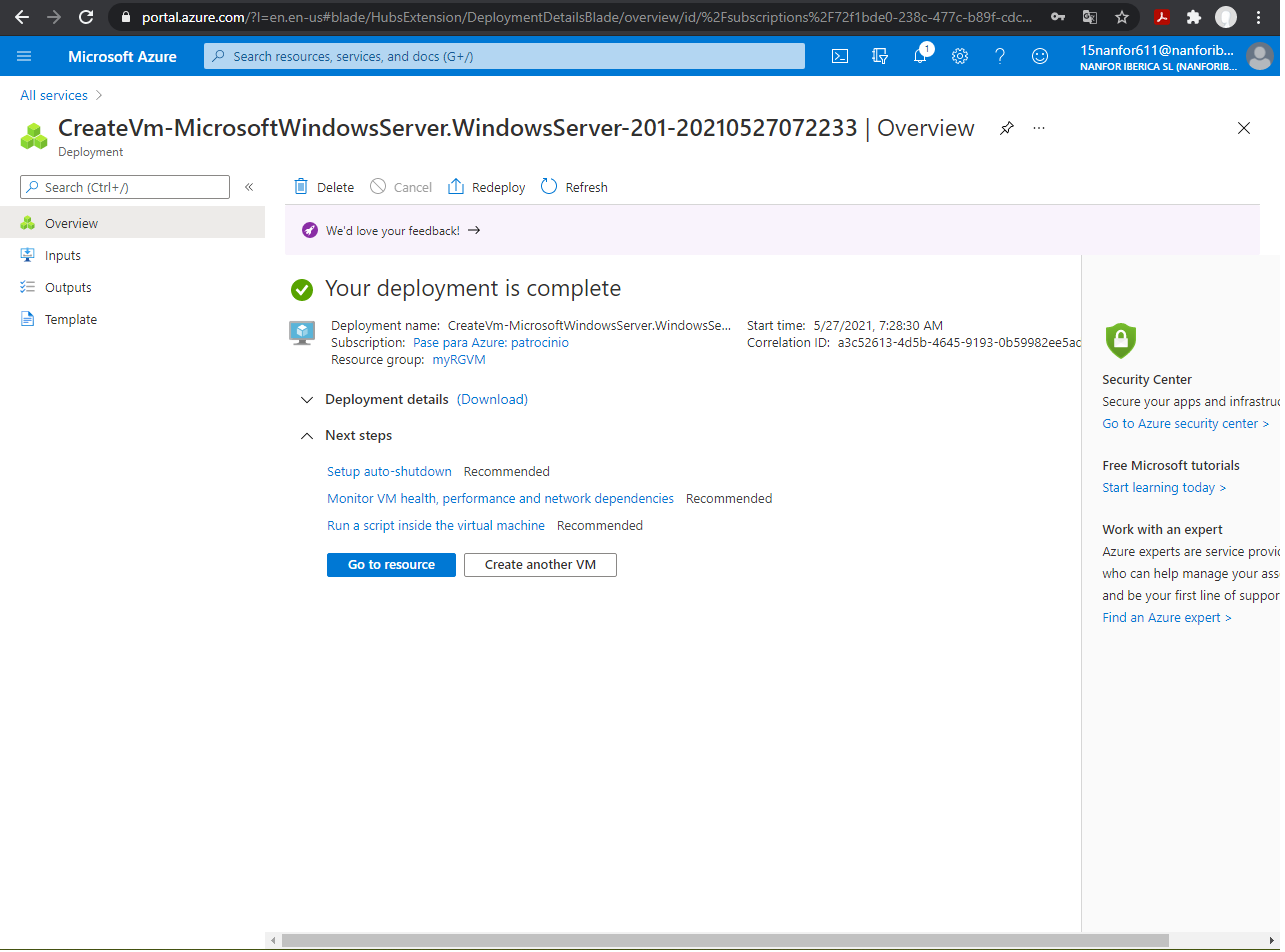 portal.azure.com/?l=en.en-us#blade/HubsExtension/DeploymentDetailsBlade/overview/id/%2Fsubscriptions%2F72f1bde0-238c-477c-b89f-cdc...
Microsoft Azure
Search resources, services, and docs (G+/)
1
15nanfor611@nanforib...
NANFOR IBERICA SL (NANFORIB...
All services >
CreateVm-MicrosoftWindowsServer.WindowsServer-201-20210527072233 | Overview
Deployment
Search (Ctrl+/)
Delete Cancel Redeploy Refresh
Overview
Inputs
Outputs
Template
We'd love your feedback! →
Your deployment is complete
Deployment name: CreateVm-MicrosoftWindowsServer.WindowsSe...
Subscription: Pase para Azure: patrocinio
Resource group: myRGVM
Start time: 5/27/2021, 7:28:30 AM
Correlation ID: a3c52613-4d5b-4645-9193-0b59982ee5ac
Deployment details (Download)
Next steps
Setup auto-shutdown Recommended
Monitor VM health, performance and network dependencies Recommended
Run a script inside the virtual machine Recommended
Go to resource Create another VM
Security Center
Secure your apps and infrastruc
Go to Azure security center >
Free Microsoft tutorials
Start learning today >
Work with an expert
Azure experts are service provid
who can help manage your asse
and be your first line of suppor
Find an Azure expert >